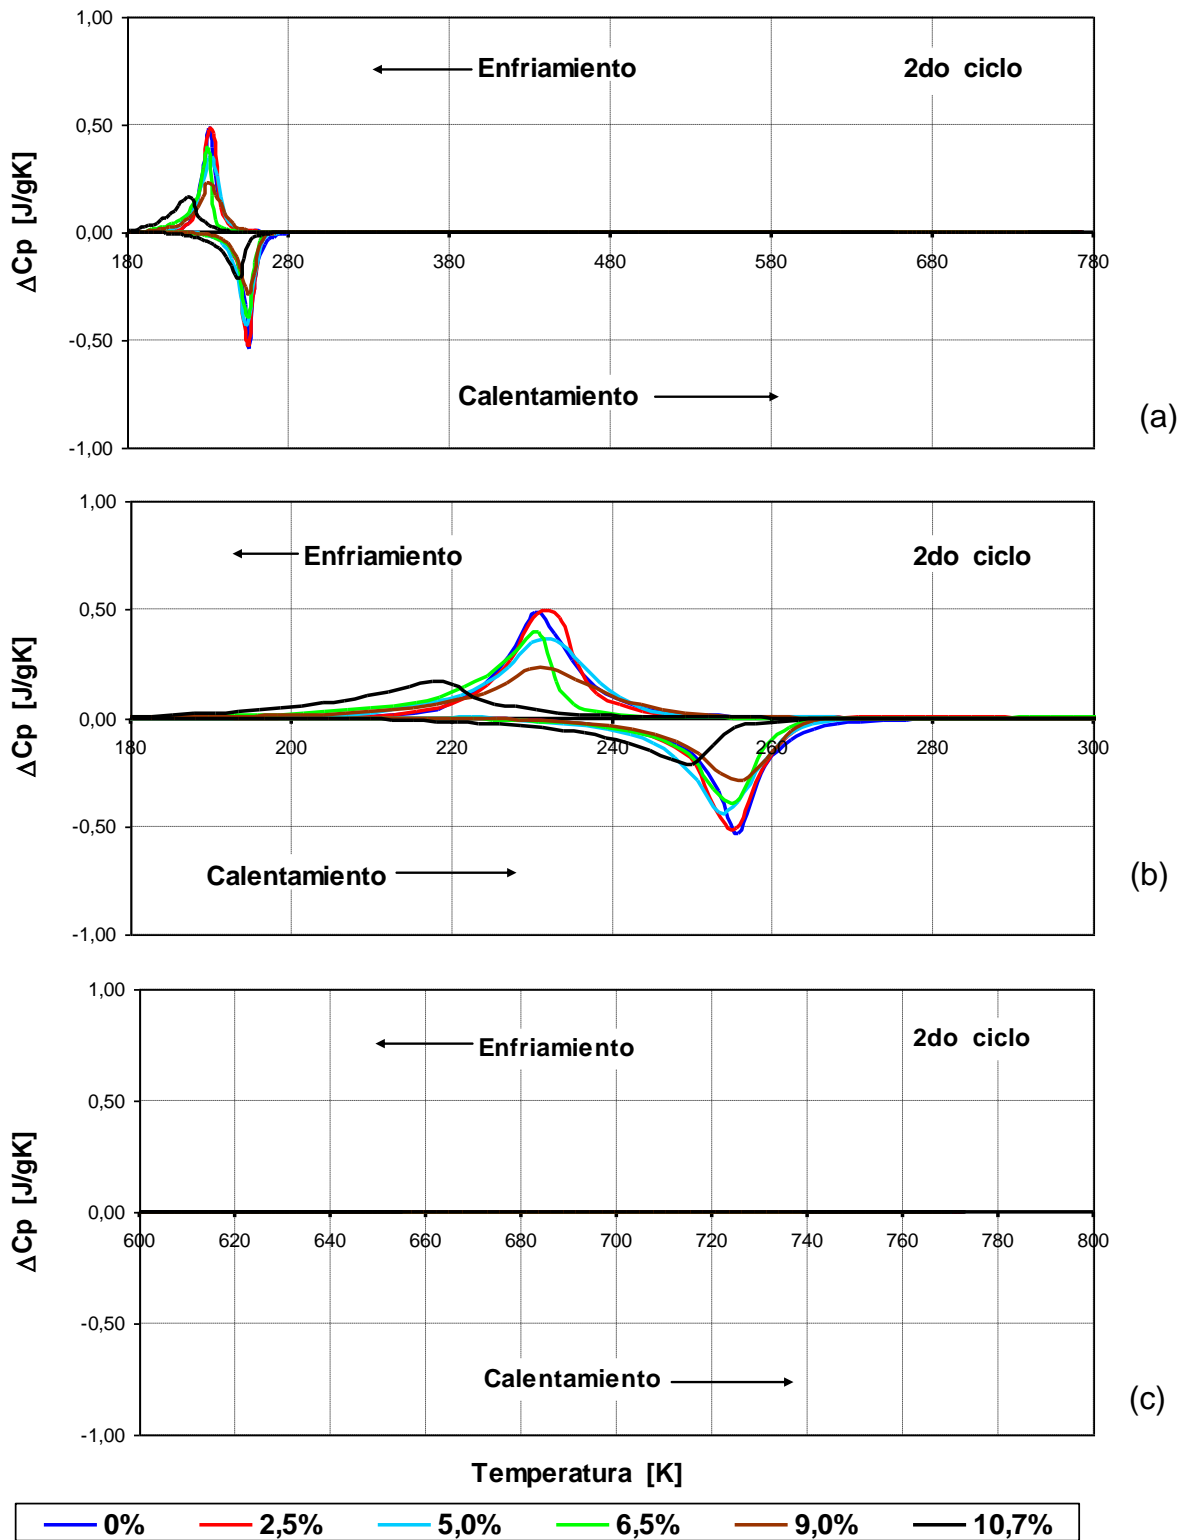 1,00
Enfriamiento 2do ciclo
0,50
ΔCp [J/gK]
0,00
180 280 380 480 580 680 780
-0,50
Calentamiento
-1,00
(a)
1,00
Enfriamiento 2do ciclo
0,50
ΔCp [J/gK]
0,00
180 200 220 240 260 280 300
-0,50
Calentamiento
-1,00
(b)
1,00
Enfriamiento 2do ciclo
0,50
ΔCp [J/gK]
0,00
600 620 640 660 680 700 720 740 760 780 800
-0,50
Calentamiento
-1,00
(c)
Temperatura [K]
0% 2,5% 5,0% 6,5% 9,0% 10,7%